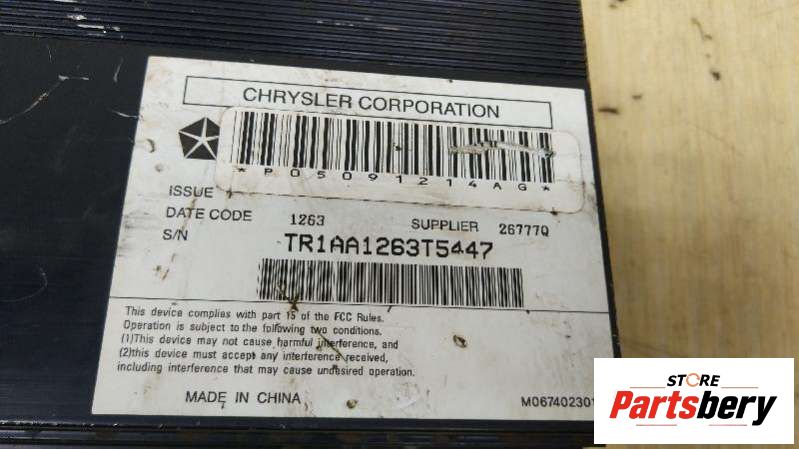 CHRYSLER CORPORATION
*P05091214AG*
ISSUE
DATE CODE 1263 SUPPLIER 26777Q
S/N TR1AA1263T5447
This device complies with part 15 of the FCC Rules.
Operation is subject to the following two conditions.
(1)This device may not cause harmful interference, and
(2)this device must accept any interference received,
including interference that may cause undesired operation.
MADE IN CHINA M06740230
STORE
Partsbery